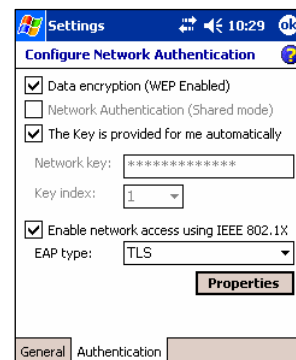 Settings 10:29 ok
Configure Network Authentication ?
Data encryption (WEP Enabled)
Network Authentication (Shared mode)
The Key is provided for me automatically
Network key: *************
Key index: 1
Enable network access using IEEE 802.1X
EAP type: TLS
Properties
General Authentication